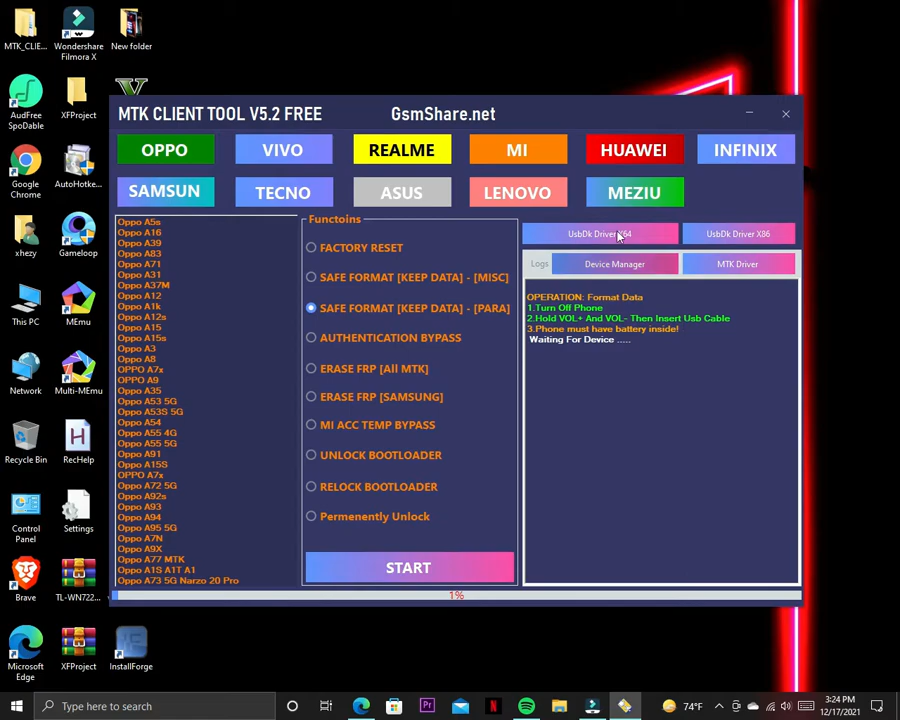 MTK_CLIE...
Wondershare Filmora X
New folder
AudFree SpoDable
XFProject
Google Chrome
AutoHotke...
xhezy
Gameloop
This PC
MEmu
Network
Multi-MEmu
Recycle Bin
RecHelp
Control Panel
Settings
Brave
TL-WN722...
Microsoft Edge
XFProject
InstallForge
MTK CLIENT TOOL V5.2 FREE
GsmShare.net
OPPO
VIVO
REALME
MI
HUAWEI
INFINIX
SAMSUN
TECNO
ASUS
LENOVO
MEZIU
Oppo A5s
Oppo A16
Oppo A39
Oppo A83
Oppo A71
Oppo A31
Oppo A37M
Oppo A12
Oppo A1k
Oppo A12s
Oppo A15
Oppo A15s
Oppo A3
Oppo A8
OPPO A7x
OPPO A9
Oppo A35
Oppo A53 5G
Oppo A53S 5G
Oppo A54
Oppo A55 4G
Oppo A55 5G
Oppo A91
Oppo A15S
OPPO A7x
Oppo A72 5G
Oppo A92s
Oppo A93
Oppo A94
Oppo A95 5G
Oppo A7N
Oppo A9X
Oppo A77 MTK
Oppo A1S A1T A1
Oppo A73 5G Narzo 20 Pro
Functoins
FACTORY RESET
SAFE FORMAT [KEEP DATA] - [MISC]
SAFE FORMAT [KEEP DATA] - [PARA]
AUTHENTICATION BYPASS
ERASE FRP [All MTK]
ERASE FRP [SAMSUNG]
MI ACC TEMP BYPASS
UNLOCK BOOTLOADER
RELOCK BOOTLOADER
Permenently Unlock
START
UsbDk Driver X64
UsbDk Driver X86
Logs
Device Manager
MTK Driver
OPERATION: Format Data
1.Turn Off Phone
2.Hold VOL+ And VOL- Then Insert Usb Cable
3.Phone must have battery inside!
Waiting For Device .....
1%
Type here to search
74°F
3:24 PM
12/17/2021